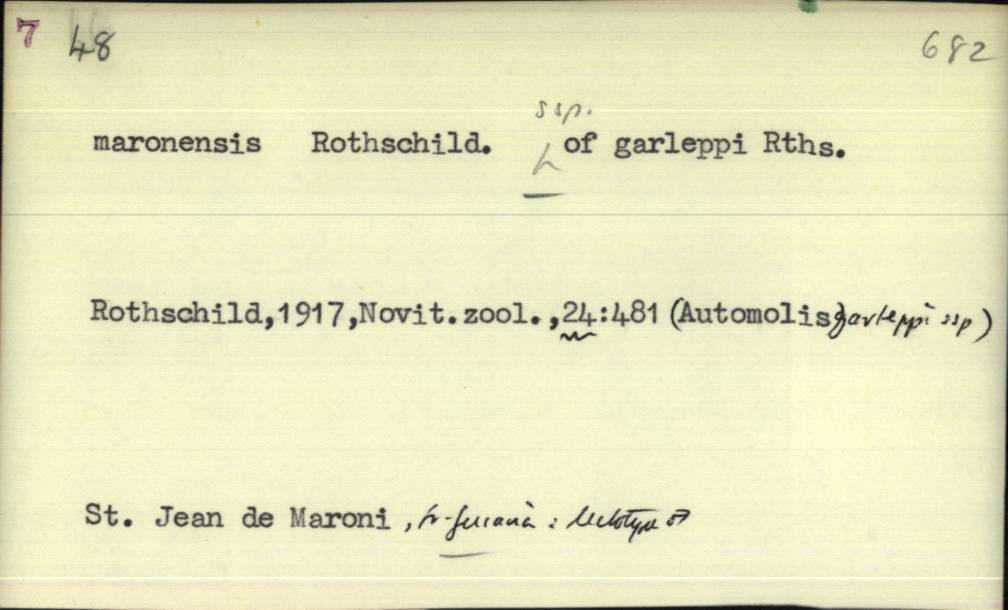 7 48 682
ssp.
maronensis Rothschild. of garleppi Rths.
Rothschild,1917,Novit.zool.,24:481 (Automolis garleppi ssp)
St. Jean de Maroni, Fr. Guiana : lectotype ♂